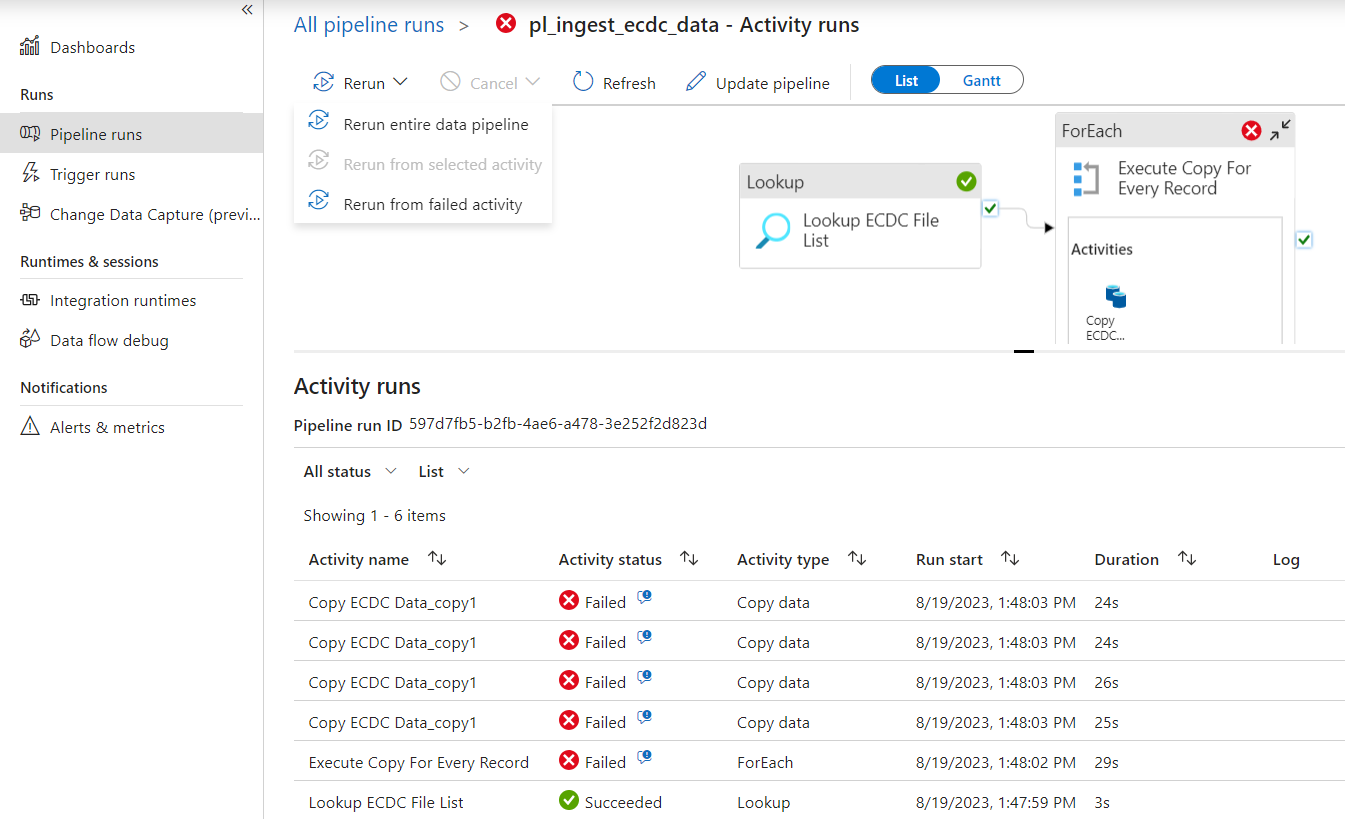 «
Dashboards
Runs
Pipeline runs
Trigger runs
Change Data Capture (previ...
Runtimes & sessions
Integration runtimes
Data flow debug
Notifications
Alerts & metrics
All pipeline runs > pl_ingest_ecdc_data - Activity runs
Rerun Cancel Refresh Update pipeline List Gantt
Rerun entire data pipeline
Rerun from selected activity
Rerun from failed activity
Lookup
Lookup ECDC File
List
ForEach
Execute Copy For
Every Record
Activities
Copy
ECDC...
Activity runs
Pipeline run ID 597d7fb5-b2fb-4ae6-a478-3e252f2d823d
All status List
Showing 1 - 6 items
Activity name Activity status Activity type Run start Duration Log
Copy ECDC Data_copy1 Failed Copy data 8/19/2023, 1:48:03 PM 24s
Copy ECDC Data_copy1 Failed Copy data 8/19/2023, 1:48:03 PM 24s
Copy ECDC Data_copy1 Failed Copy data 8/19/2023, 1:48:03 PM 26s
Copy ECDC Data_copy1 Failed Copy data 8/19/2023, 1:48:03 PM 25s
Execute Copy For Every Record Failed ForEach 8/19/2023, 1:48:02 PM 29s
Lookup ECDC File List Succeeded Lookup 8/19/2023, 1:47:59 PM 3s